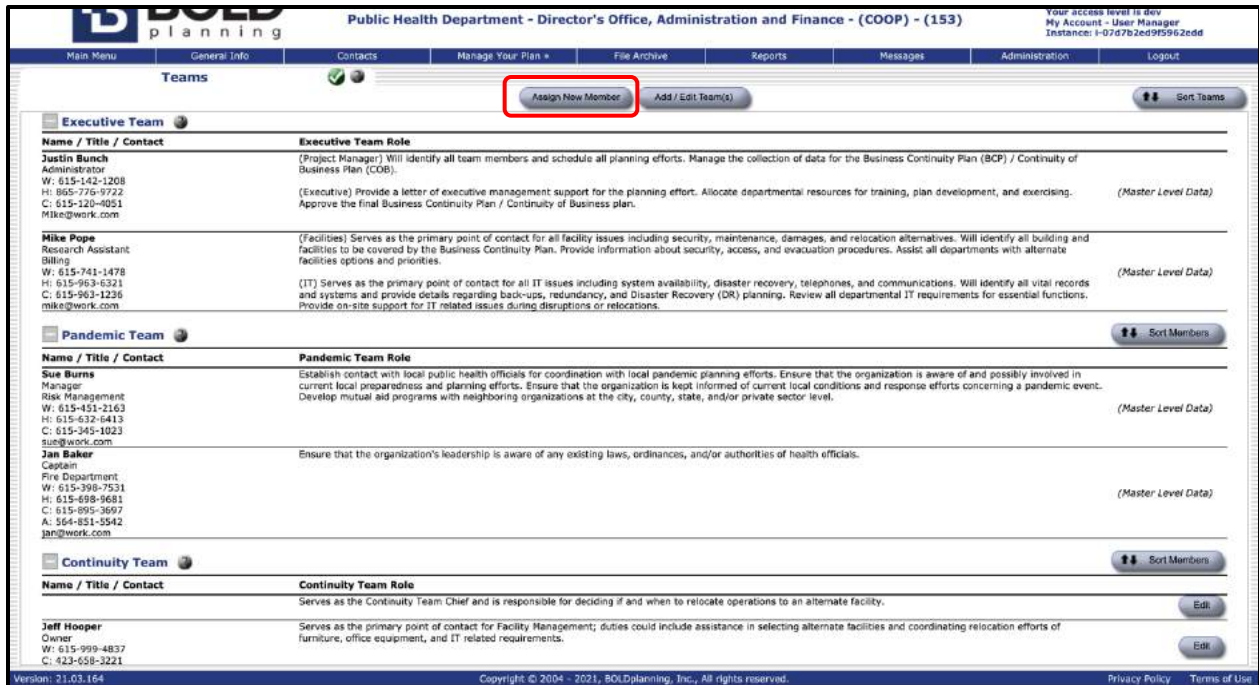 BOLD
planning
Public Health Department - Director's Office, Administration and Finance - (COOP) - (153)
Your access level is dev
My Account - User Manager
Instance: i-07d7b2ed9f5962edd
Main Menu General Info Contacts Manage Your Plan » File Archive Reports Messages Administration Logout
Teams
Assign New Member Add / Edit Team(s) Sort Teams
Executive Team
Name / Title / Contact Executive Team Role
Justin Bunch
Administrator
W: 615-142-1208
H: 865-776-9722
C: 615-120-4051
MIke@work.com
(Project Manager) Will identify all team members and schedule all planning efforts. Manage the collection of data for the Business Continuity Plan (BCP) / Continuity of
Business Plan (COB).
(Executive) Provide a letter of executive management support for the planning effort. Allocate departmental resources for training, plan development, and exercising.
Approve the final Business Continuity Plan / Continuity of Business plan.
(Master Level Data)
Mike Pope
Research Assistant
Billing
W: 615-741-1478
H: 615-963-6321
C: 615-963-1236
mike@work.com
(Facilities) Serves as the primary point of contact for all facility issues including security, maintenance, damages, and relocation alternatives. Will identify all building and
facilities to be covered by the Business Continuity Plan. Provide information about security, access, and evacuation procedures. Assist all departments with alternate
facilities options and priorities.
(IT) Serves as the primary point of contact for all IT issues including system availability, disaster recovery, telephones, and communications. Will identify all vital records
and systems and provide details regarding back-ups, redundancy, and Disaster Recovery (DR) planning. Review all departmental IT requirements for essential functions.
Provide on-site support for IT related issues during disruptions or relocations.
(Master Level Data)
Pandemic Team
Sort Members
Name / Title / Contact Pandemic Team Role
Sue Burns
Manager
Risk Management
W: 615-451-2163
H: 615-632-6413
C: 615-345-1023
sue@work.com
Establish contact with local public health officials for coordination with local pandemic planning efforts. Ensure that the organization is aware of and possibly involved in
current local preparedness and planning efforts. Ensure that the organization is kept informed of current local conditions and response efforts concerning a pandemic event.
Develop mutual aid programs with neighboring organizations at the city, county, state, and/or private sector level.
(Master Level Data)
Jan Baker
Captain
Fire Department
W: 615-398-7531
H: 615-698-9681
C: 615-895-3697
A: 564-851-5542
jan@work.com
Ensure that the organization's leadership is aware of any existing laws, ordinances, and/or authorities of health officials.
(Master Level Data)
Continuity Team
Sort Members
Name / Title / Contact Continuity Team Role
Serves as the Continuity Team Chief and is responsible for deciding if and when to relocate operations to an alternate facility.
Edit
Jeff Hooper
Owner
W: 615-999-4837
C: 423-658-3221
Serves as the primary point of contact for Facility Management; duties could include assistance in selecting alternate facilities and coordinating relocation efforts of
furniture, office equipment, and IT related requirements.
Edit
Version: 21.03.164 Copyright © 2004 - 2021, BOLDplanning, Inc., All rights reserved. Privacy Policy Terms of Use